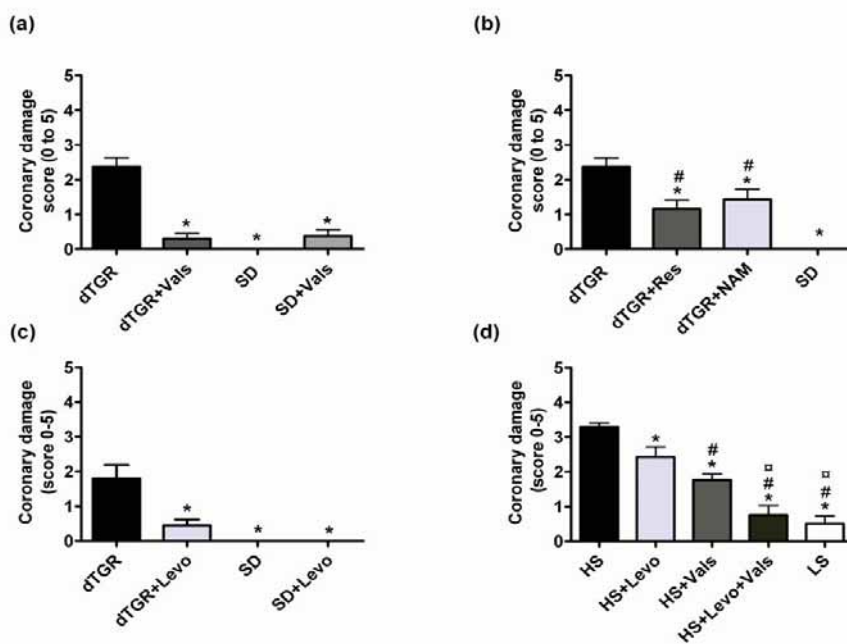 (a)
Coronary damage
score (0 to 5)
5
4
3
2
1
0
*
*
*
dTGR
dTGR+Vals
SD
SD+Vals
(b)
Coronary damage
score (0 to 5)
5
4
3
2
1
0
#
*
#
*
*
dTGR
dTGR+Res
dTGR+NAM
SD
(c)
Coronary damage
(score 0-5)
5
4
3
2
1
0
*
*
*
dTGR
dTGR+Levo
SD
SD+Levo
(d)
Coronary damage
(score 0-5)
5
4
3
2
1
0
*
#
*
¤
#
*
¤
#
*
HS
HS+Levo
HS+Vals
HS+Levo+Vals
LS